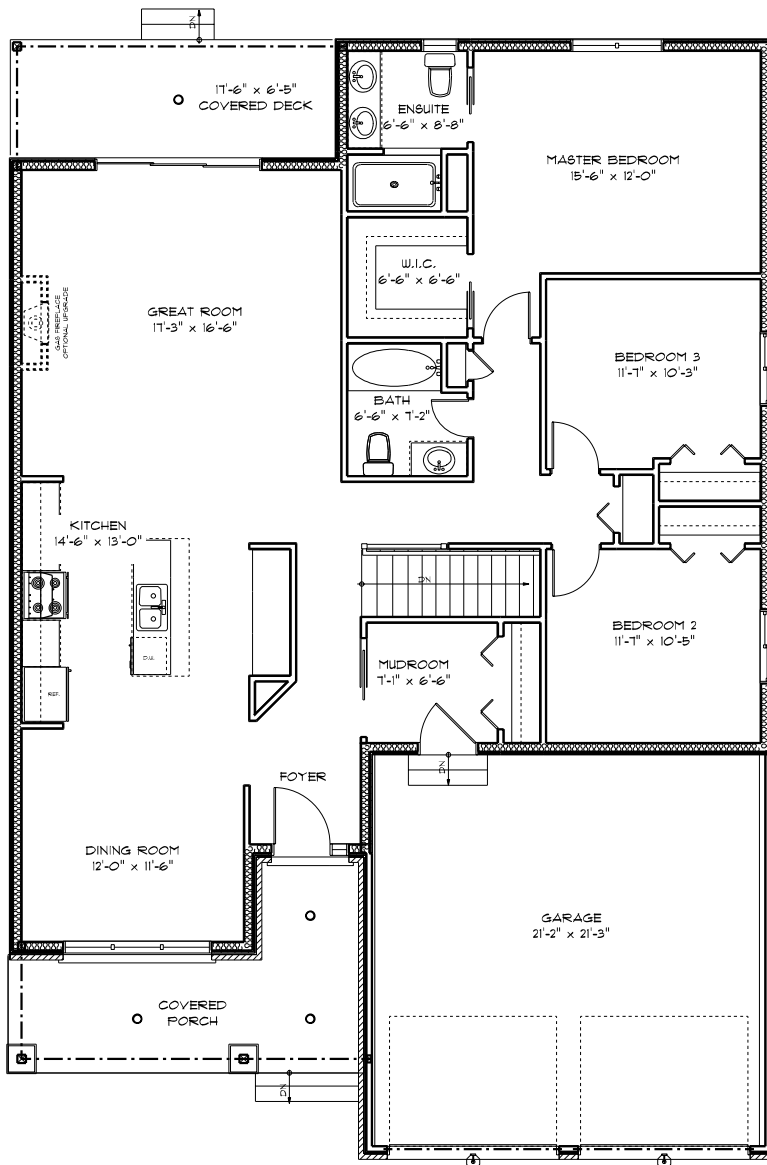 DN
17'-6" x 6'-5"
COVERED DECK
ENSUITE
6'-6" x 8'-8"
MASTER BEDROOM
15'-6" x 12'-0"
W.I.C.
6'-6" x 6'-6"
GAS FIREPLACE
OPTIONAL UPGRADE
GREAT ROOM
17'-3" x 16'-6"
BEDROOM 3
11'-7" x 10'-3"
BATH
6'-6" x 7'-2"
KITCHEN
14'-6" x 13'-0"
DN
BEDROOM 2
11'-7" x 10'-5"
D.W.
MUDROOM
7'-1" x 6'-6"
REF.
DN
FOYER
DINING ROOM
12'-0" x 11'-6"
GARAGE
21'-2" x 21'-3"
COVERED
PORCH
DN